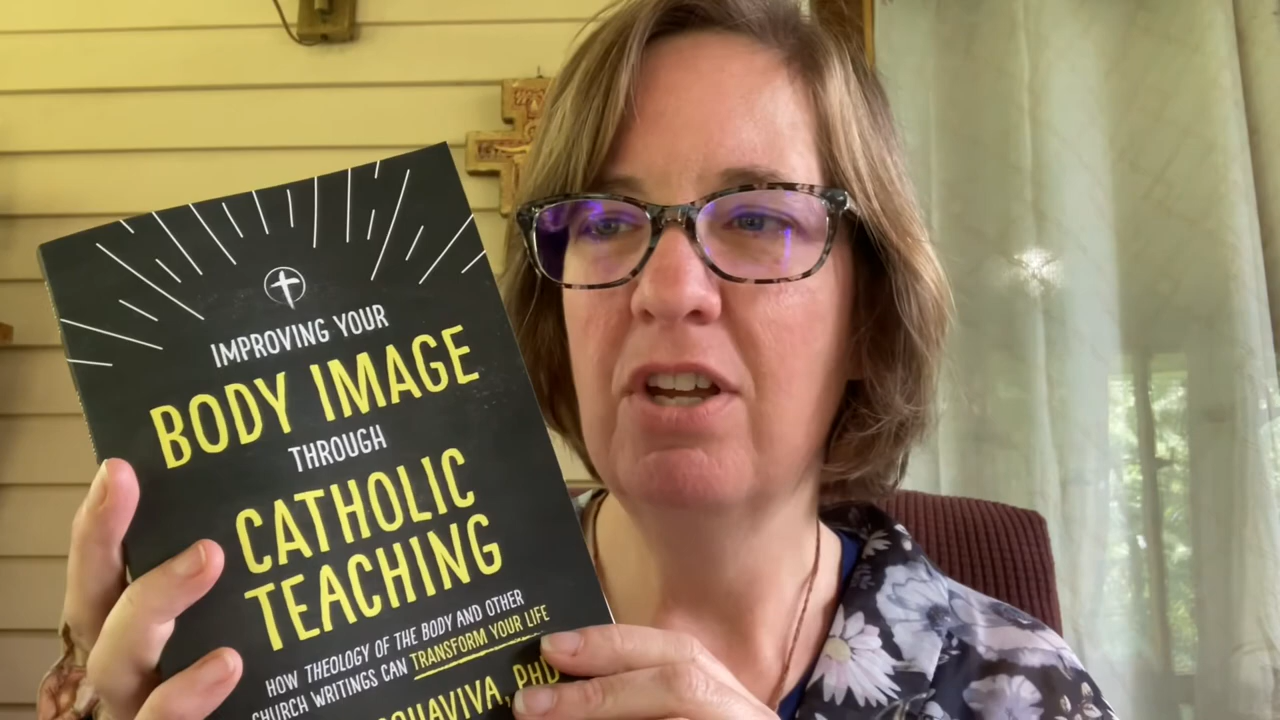 IMPROVING YOUR
BODY IMAGE
THROUGH
CATHOLIC
TEACHING
HOW THEOLOGY OF THE BODY AND OTHER
CHURCH WRITINGS CAN TRANSFORM YOUR LIFE
PHD